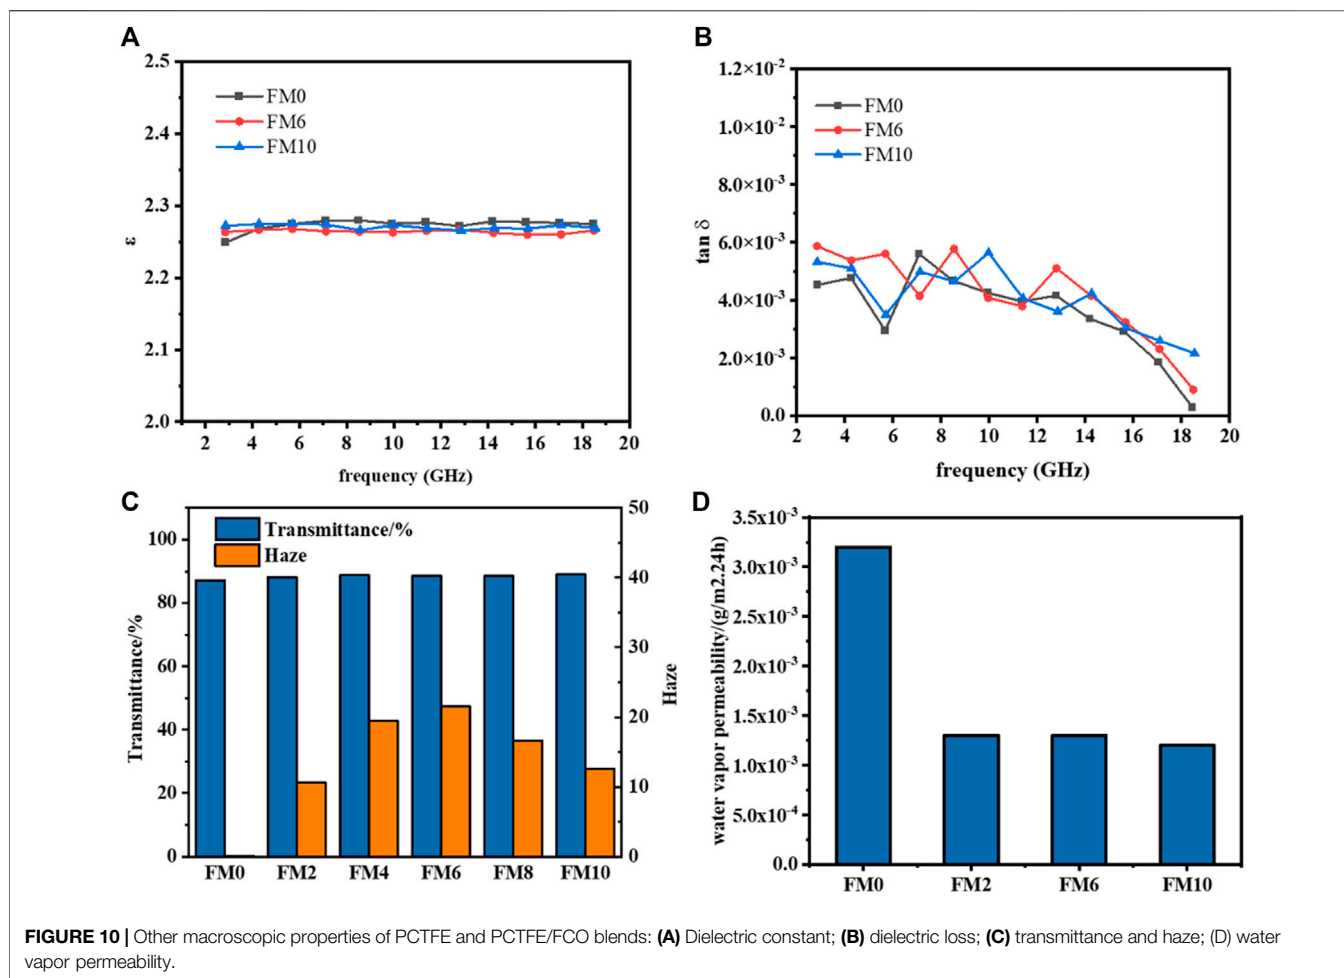 A
2.5
2.4
2.3
2.2
2.1
2.0
ε
FM0
FM6
FM10
2 4 6 8 10 12 14 16 18 20
frequency (GHz)
B
1.2×10⁻²
1.0×10⁻²
8.0×10⁻³
6.0×10⁻³
4.0×10⁻³
2.0×10⁻³
0.0
tan δ
FM0
FM6
FM10
2 4 6 8 10 12 14 16 18 20
frequency (GHz)
C
100
80
60
40
20
0
Transmittance/%
Transmittance/%
Haze
50
40
30
20
10
0
Haze
FM0 FM2 FM4 FM6 FM8 FM10
D
3.5x10⁻³
3.0x10⁻³
2.5x10⁻³
2.0x10⁻³
1.5x10⁻³
1.0x10⁻³
5.0x10⁻⁴
0.0
water vapor permeability/(g/m2.24h)
FM0 FM2 FM6 FM10
FIGURE 10 | Other macroscopic properties of PCTFE and PCTFE/FCO blends: (A) Dielectric constant; (B) dielectric loss; (C) transmittance and haze; (D) water
vapor permeability.